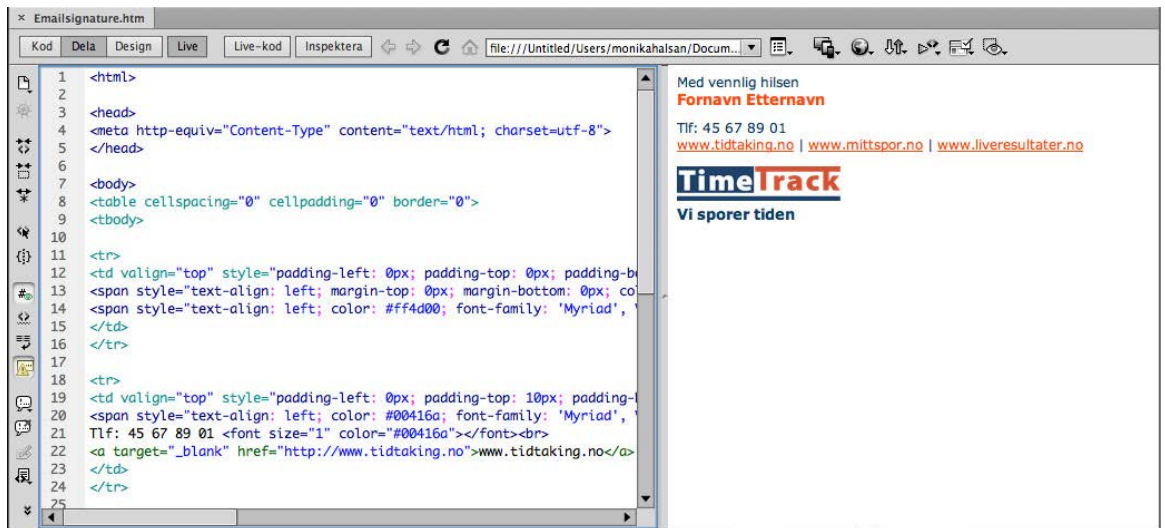 × Emailsignature.htm
Kod Dela Design Live Live-kod Inspektera file:///Untitled/Users/monikahalsan/Docum...
1 <html>
2
3 <head>
4 <meta http-equiv="Content-Type" content="text/html; charset=utf-8">
5 </head>
6
7 <body>
8 <table cellspacing="0" cellpadding="0" border="0">
9 <tbody>
10
11 <tr>
12 <td valign="top" style="padding-left: 0px; padding-top: 0px; padding-b
13 <span style="text-align: left; margin-top: 0px; margin-bottom: 0px; co
14 <span style="text-align: left; color: #ff4d00; font-family: 'Myriad',
15 </td>
16 </tr>
17
18 <tr>
19 <td valign="top" style="padding-left: 0px; padding-top: 10px; padding-
20 <span style="text-align: left; color: #00416a; font-family: 'Myriad',
21 Tlf: 45 67 89 01 <font size="1" color="#00416a"></font><br>
22 <a target="_blank" href="http://www.tidtaking.no">www.tidtaking.no</a>
23 </td>
24 </tr>
25
Med vennlig hilsen
Fornavn Etternavn
Tlf: 45 67 89 01
www.tidtaking.no | www.mittspor.no | www.liveresultater.no
TimeTrack
Vi sporer tiden